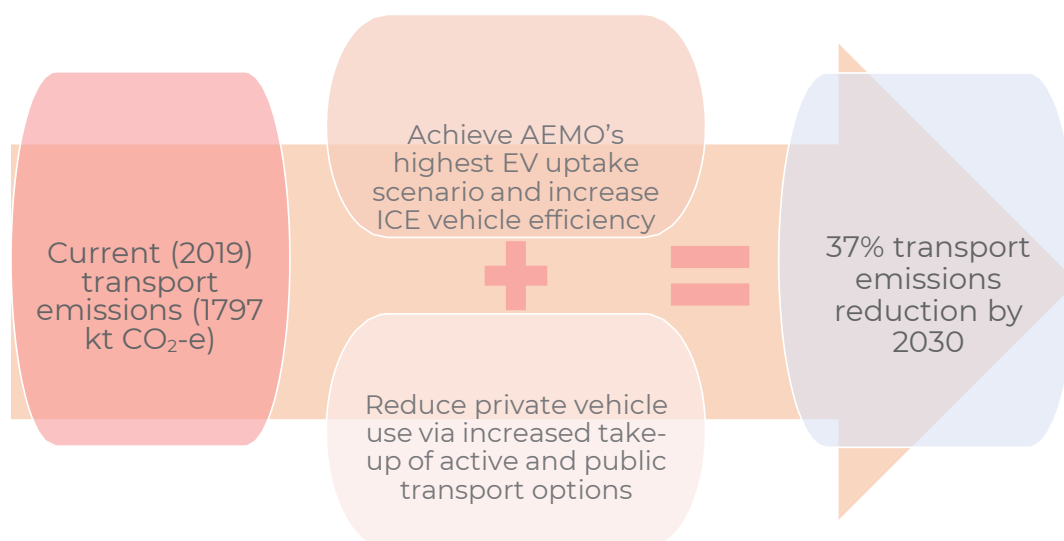 Current (2019)
transport
emissions (1797
kt CO₂-e)
Achieve AEMO’s
highest EV uptake
scenario and increase
ICE vehicle efficiency
+
Reduce private vehicle
use via increased take-
up of active and public
transport options
=
37% transport
emissions
reduction by
2030